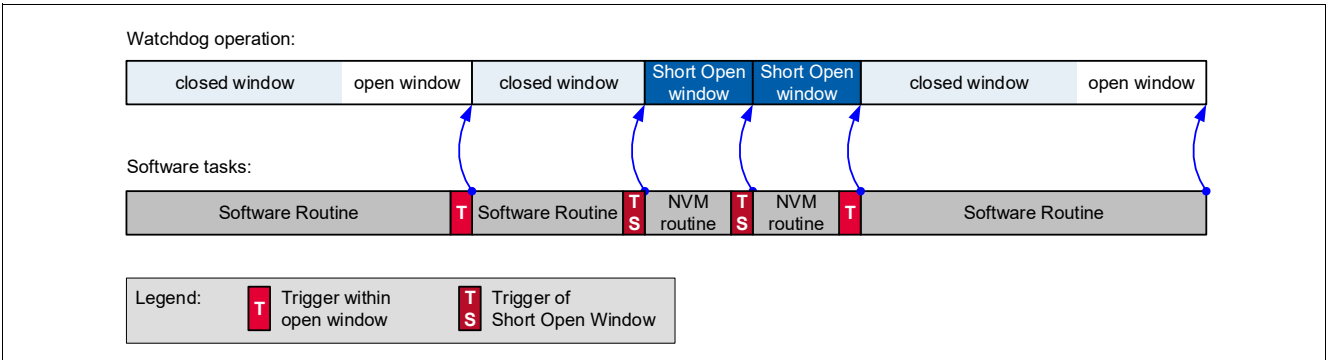 Watchdog operation:
closed window open window closed window Short Open window Short Open window closed window open window
Software tasks:
Software Routine T Software Routine T S NVM routine T S NVM routine T Software Routine
Legend: T Trigger within open window T S Trigger of Short Open Window